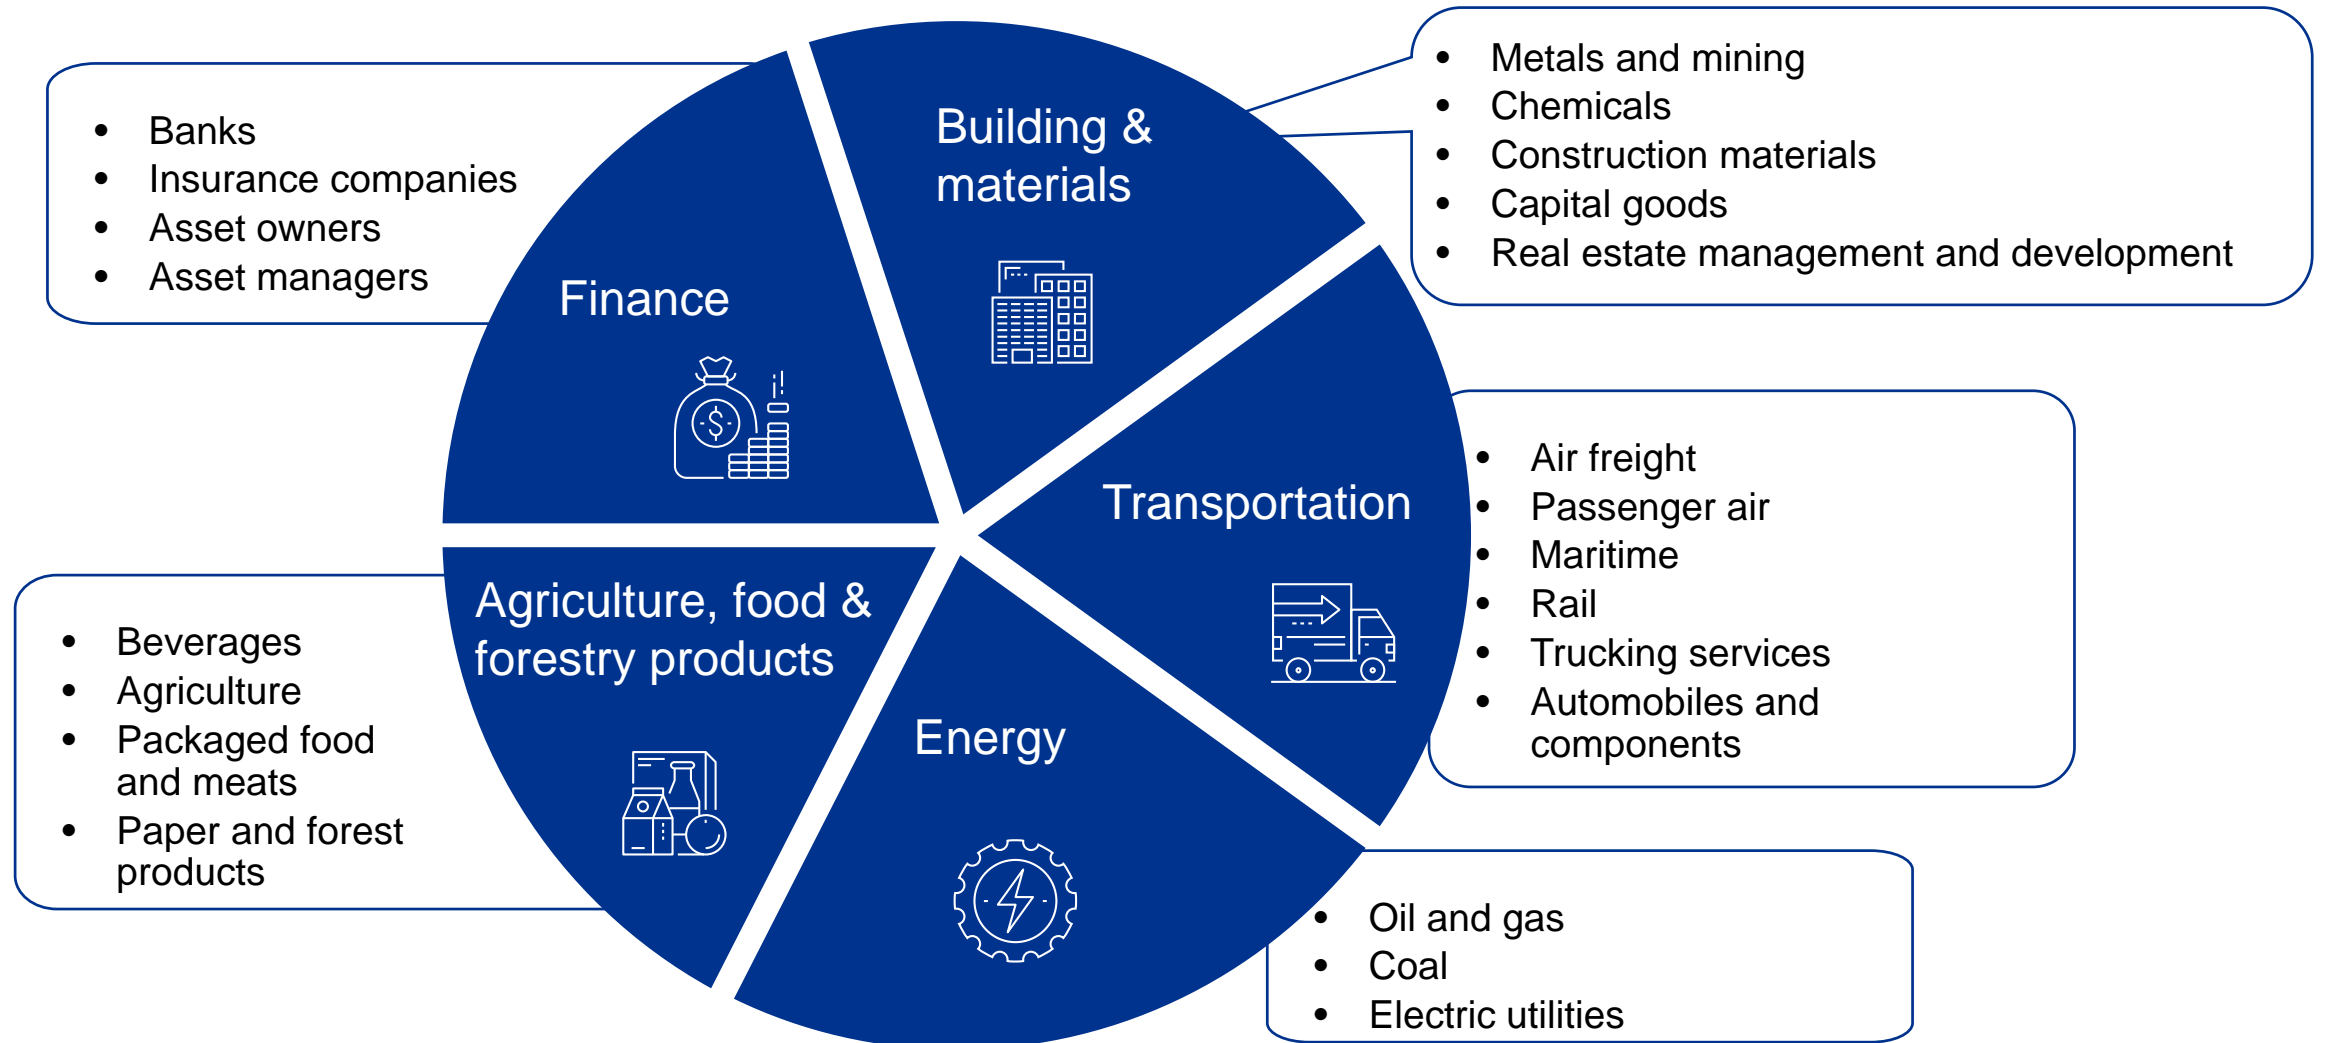 Building &
materials
• Metals and mining
• Chemicals
• Construction materials
• Capital goods
• Real estate management and development
Transportation
• Air freight
• Passenger air
• Maritime
• Rail
• Trucking services
• Automobiles and
components
Energy
• Oil and gas
• Coal
• Electric utilities
Agriculture, food &
forestry products
• Beverages
• Agriculture
• Packaged food
and meats
• Paper and forest
products
Finance
• Banks
• Insurance companies
• Asset owners
• Asset managers
$